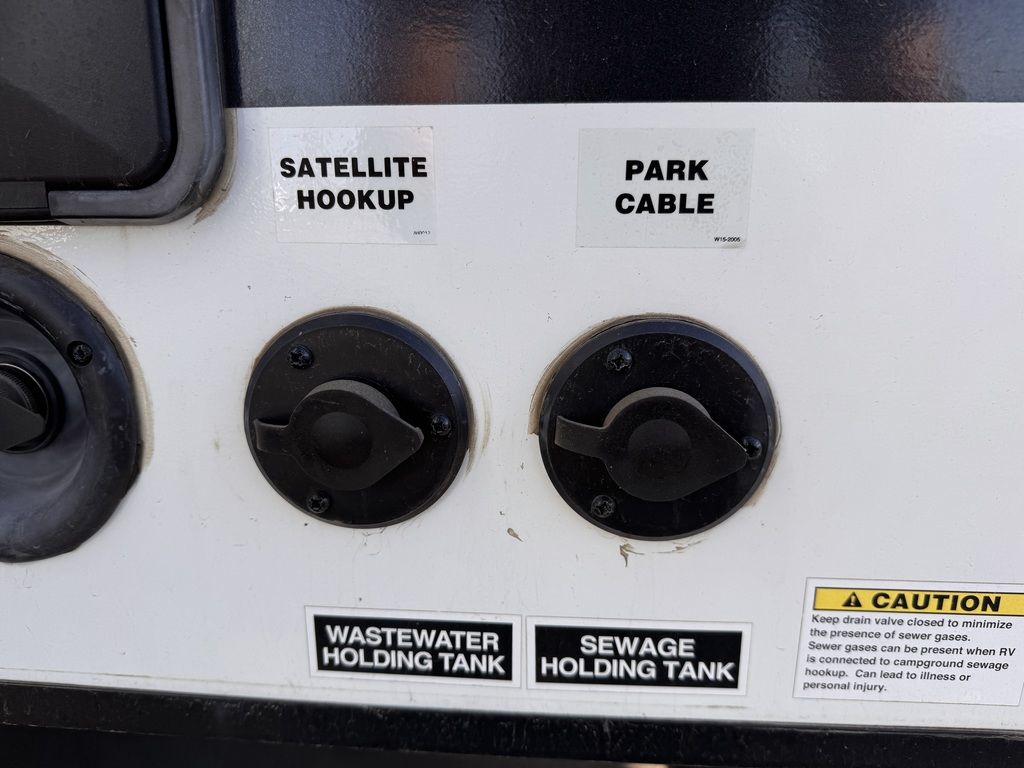 SATELLITE
HOOKUP
PARK
CABLE
W15-2005
WASTEWATER
HOLDING TANK
SEWAGE
HOLDING TANK
CAUTION
Keep drain valve closed to minimize
the presence of sewer gases.
Sewer gases can be present when RV
is connected to campground sewage
hookup. Can lead to illness or
personal injury.